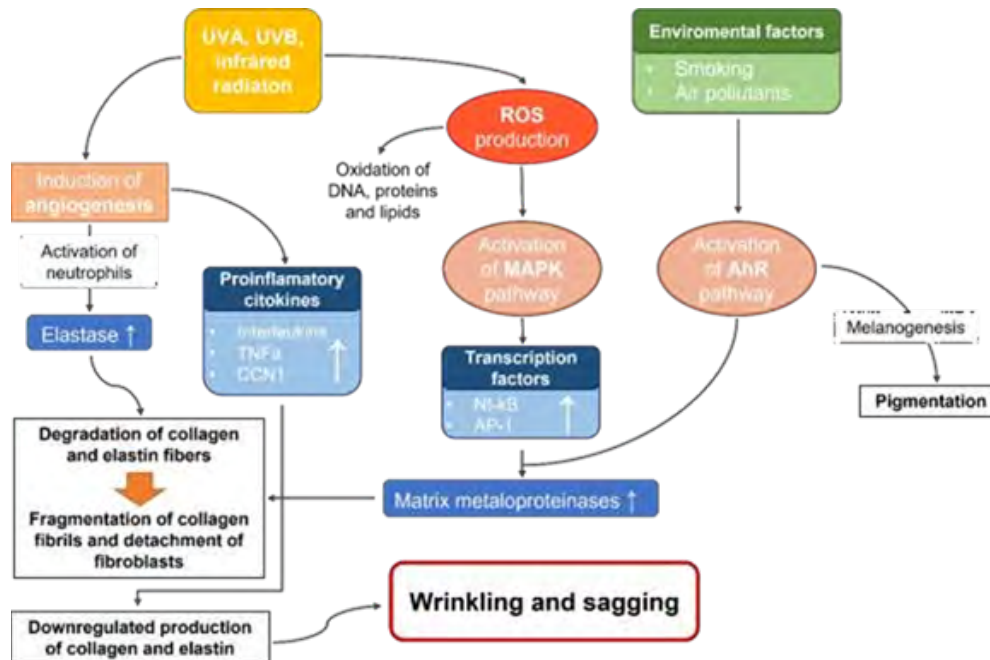 UVA, UVB,
infrared
radiaton
Enviromental factors
• Smoking
• Air pollutants
ROS
production
Oxidation of
DNA, proteins
and lipids
Induction of
angiogenesis
Activation of
neutrophils
Elastase ↑
Proinflamatory
citokines
• Interleukins
• TNFα
• CCN1
Activation
of MAPK
pathway
Activation
of AhR
pathway
Transcription
factors
• Nf-kB
• AP-1
Melanogenesis
Pigmentation
Matrix metaloproteinases ↑
Degradation of collagen
and elastin fibers
Fragmentation of collagen
fibrils and detachment of
fibroblasts
Downregulated production
of collagen and elastin
Wrinkling and sagging